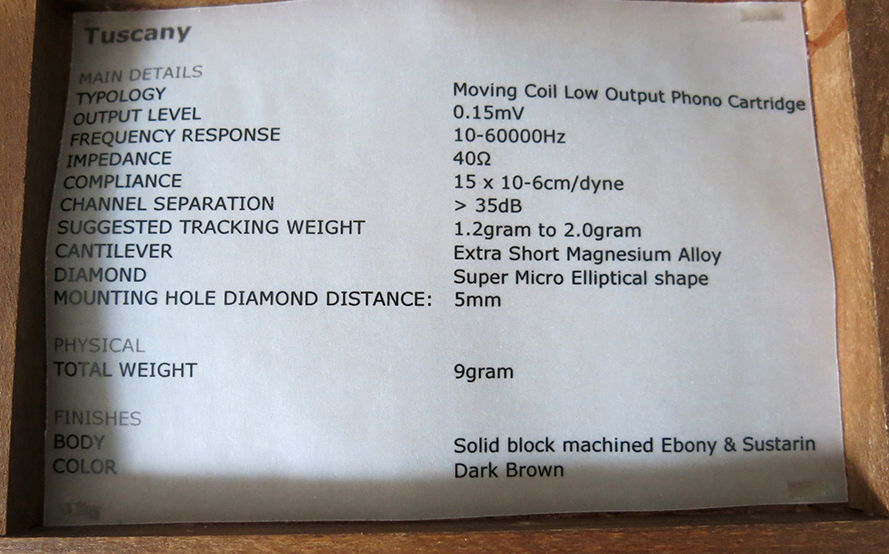 Tuscany
MAIN DETAILS
TYPOLOGY Moving Coil Low Output Phono Cartridge
OUTPUT LEVEL 0.15mV
FREQUENCY RESPONSE 10-60000Hz
IMPEDANCE 40Ω
COMPLIANCE 15 x 10-6cm/dyne
CHANNEL SEPARATION > 35dB
SUGGESTED TRACKING WEIGHT 1.2gram to 2.0gram
CANTILEVER Extra Short Magnesium Alloy
DIAMOND Super Micro Elliptical shape
MOUNTING HOLE DIAMOND DISTANCE: 5mm
PHYSICAL
TOTAL WEIGHT 9gram
FINISHES
BODY Solid block machined Ebony & Sustarin
COLOR Dark Brown